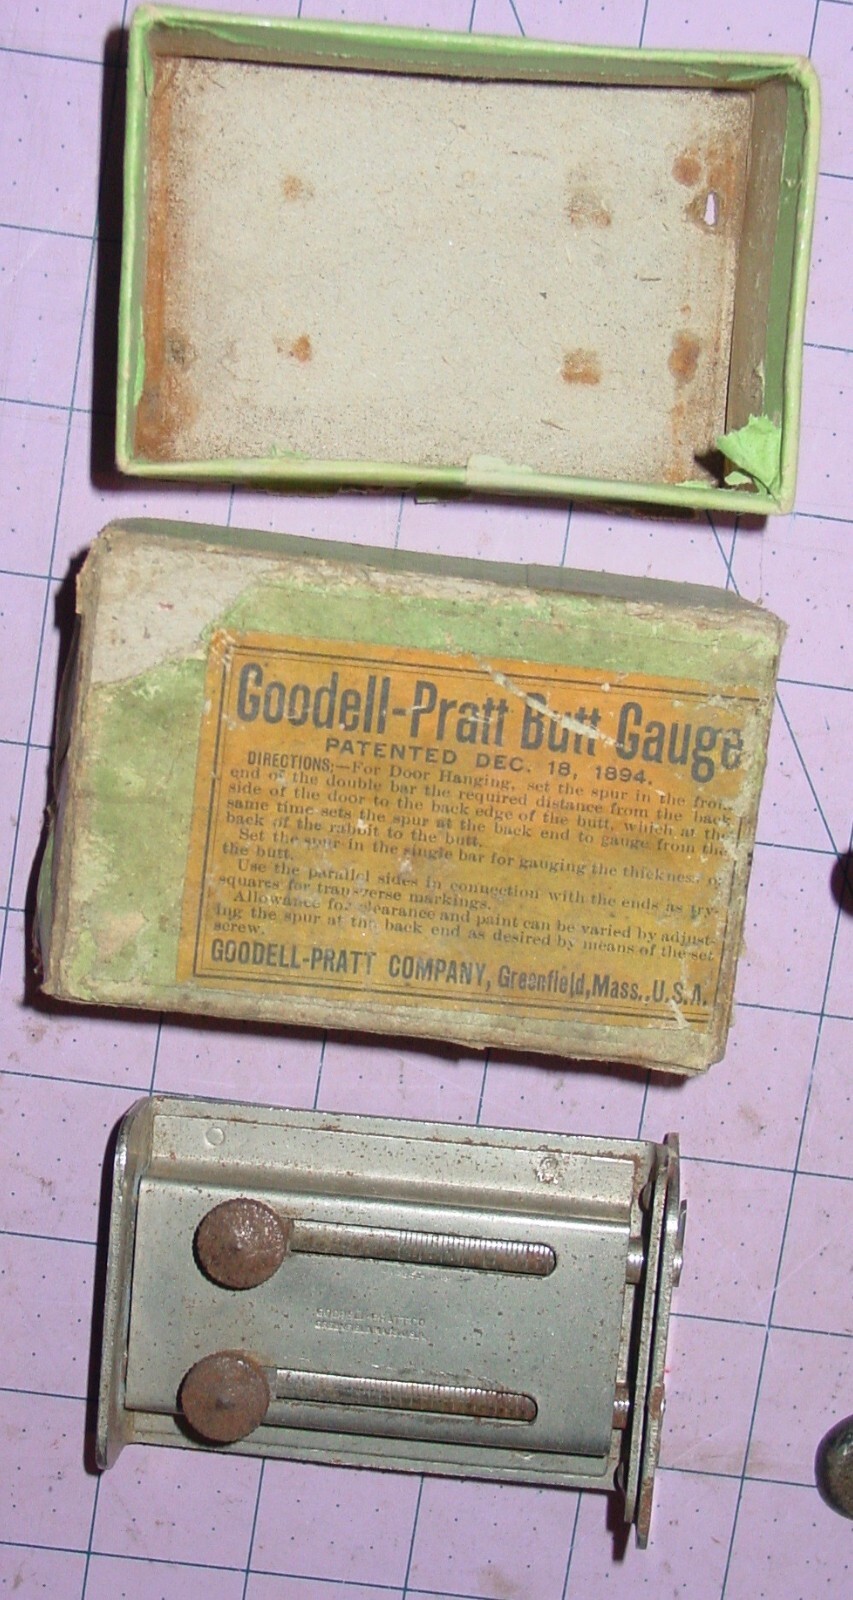 Goodell-Pratt Butt Gauge
PATENTED DEC. 18, 1894.
DIRECTIONS:—For Door Hanging, set the spur in the fron
end of the double bar the required distance from the back
side of the door to the back edge of the butt, which at the
same time sets the spur at the back end to gauge from the
back of the rabbit to the butt.
Set the spur in the single bar for gauging the thickness o
the butt.
Use the parallel sides in connection with the ends as try-
squares for transverse markings.
Allowance for clearance and paint can be varied by adjust-
ing the spur at the back end as desired by means of the set
screw.
GOODELL-PRATT COMPANY, Greenfield, Mass., U.S.A.